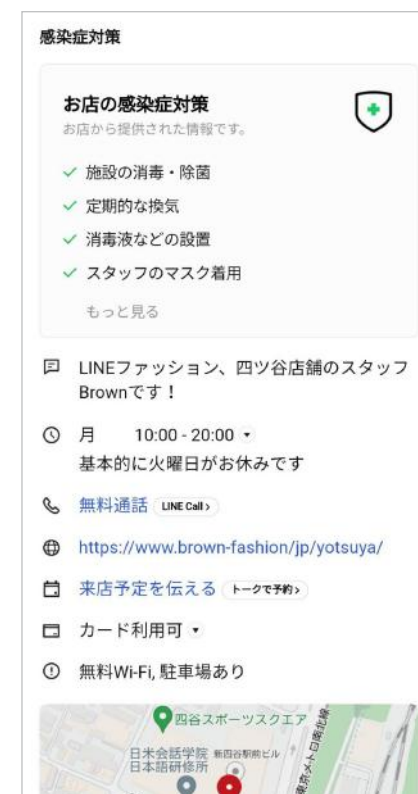 感染症対策
お店の感染症対策
お店から提供された情報です。
施設の消毒・除菌
定期的な換気
消毒液などの設置
スタッフのマスク着用
もっと見る
LINEファッション、四ツ谷店舗のスタッフ
Brownです！
月 10:00 - 20:00
基本的に火曜日がお休みです
無料通話 LINE Call >
https://www.brown-fashion/jp/yotsuya/
来店予定を伝える トークで予約 >
カード利用可
無料Wi-Fi, 駐車場あり
四谷スポーツスクエア
日米会話学院 新四谷駅前ビル
日本語研修所
東京メトロ南北線